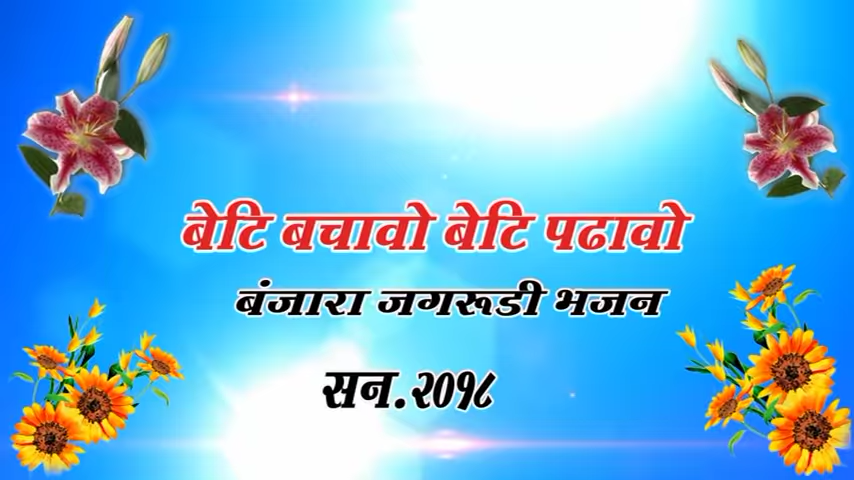 बेटि बचावो बेटि पढावो
बंजारा जगरूडी भजन
सन.२०१८